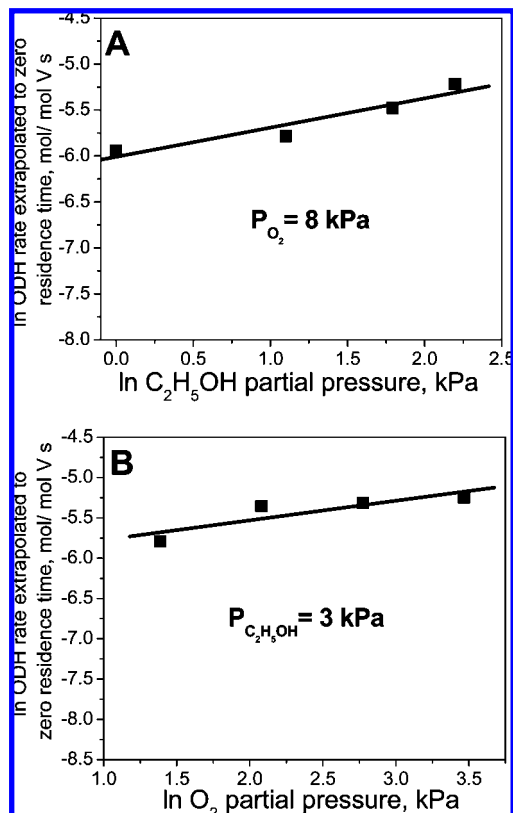 A
ln ODH rate extrapolated to zero
residence time, mol/ mol V s
-4.5
-5.0
-5.5
-6.0
-6.5
-7.0
-7.5
-8.0
P_O₂ = 8 kPa
0.0 0.5 1.0 1.5 2.0 2.5
ln C₂H₅OH partial pressure, kPa
B
ln ODH rate extrapolated to
zero residence time, mol/ mol V s
-4.5
-5.0
-5.5
-6.0
-6.5
-7.0
-7.5
-8.0
-8.5
P_C₂H₅OH = 3 kPa
1.0 1.5 2.0 2.5 3.0 3.5
ln O₂ partial pressure, kPa